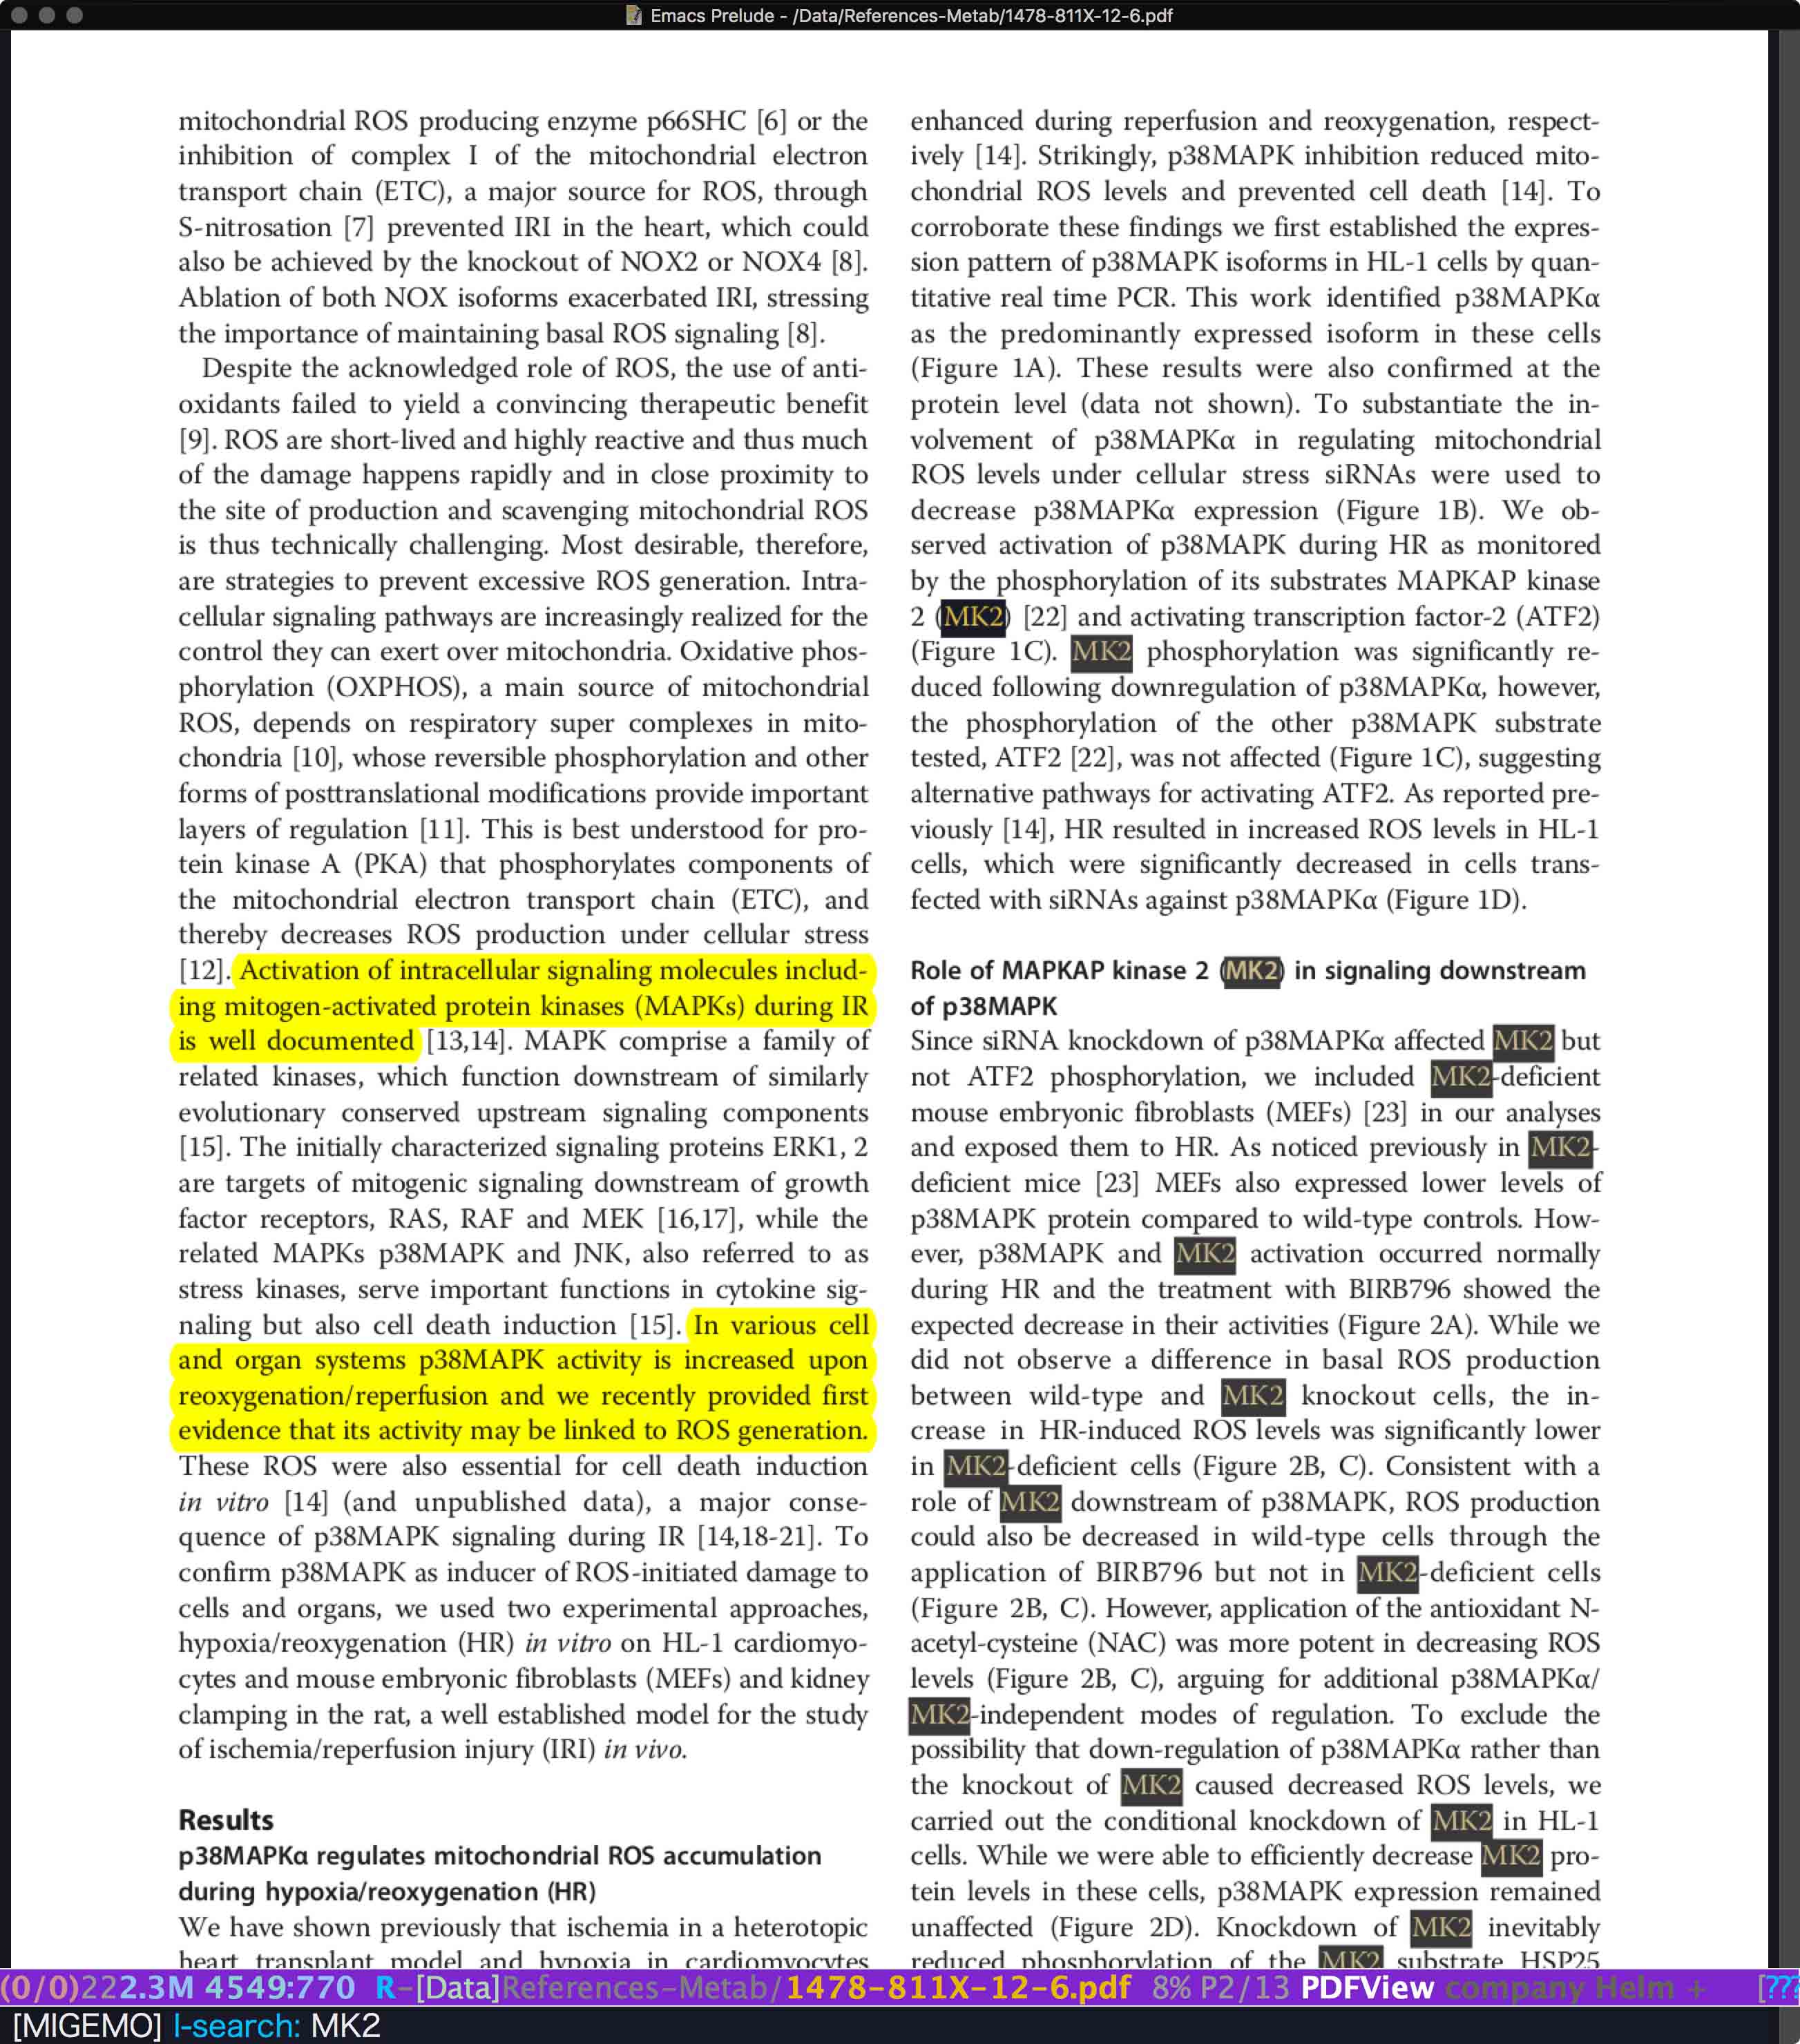 Emacs Prelude - /Data/References-Metab/1478-811X-12-6.pdf
mitochondrial ROS producing enzyme p66SHC [6] or the
inhibition of complex I of the mitochondrial electron
transport chain (ETC), a major source for ROS, through
S-nitrosation [7] prevented IRI in the heart, which could
also be achieved by the knockout of NOX2 or NOX4 [8].
Ablation of both NOX isoforms exacerbated IRI, stressing
the importance of maintaining basal ROS signaling [8].
Despite the acknowledged role of ROS, the use of anti-
oxidants failed to yield a convincing therapeutic benefit
[9]. ROS are short-lived and highly reactive and thus much
of the damage happens rapidly and in close proximity to
the site of production and scavenging mitochondrial ROS
is thus technically challenging. Most desirable, therefore,
are strategies to prevent excessive ROS generation. Intra-
cellular signaling pathways are increasingly realized for the
control they can exert over mitochondria. Oxidative phos-
phorylation (OXPHOS), a main source of mitochondrial
ROS, depends on respiratory super complexes in mito-
chondria [10], whose reversible phosphorylation and other
forms of posttranslational modifications provide important
layers of regulation [11]. This is best understood for pro-
tein kinase A (PKA) that phosphorylates components of
the mitochondrial electron transport chain (ETC), and
thereby decreases ROS production under cellular stress
[12]. Activation of intracellular signaling molecules includ-
ing mitogen-activated protein kinases (MAPKs) during IR
is well documented [13,14]. MAPK comprise a family of
related kinases, which function downstream of similarly
evolutionary conserved upstream signaling components
[15]. The initially characterized signaling proteins ERK1, 2
are targets of mitogenic signaling downstream of growth
factor receptors, RAS, RAF and MEK [16,17], while the
related MAPKs p38MAPK and JNK, also referred to as
stress kinases, serve important functions in cytokine sig-
naling but also cell death induction [15]. In various cell
and organ systems p38MAPK activity is increased upon
reoxygenation/reperfusion and we recently provided first
evidence that its activity may be linked to ROS generation.
These ROS were also essential for cell death induction
in vitro [14] (and unpublished data), a major conse-
quence of p38MAPK signaling during IR [14,18-21]. To
confirm p38MAPK as inducer of ROS-initiated damage to
cells and organs, we used two experimental approaches,
hypoxia/reoxygenation (HR) in vitro on HL-1 cardiomyo-
cytes and mouse embryonic fibroblasts (MEFs) and kidney
clamping in the rat, a well established model for the study
of ischemia/reperfusion injury (IRI) in vivo.
Results
p38MAPKα regulates mitochondrial ROS accumulation
during hypoxia/reoxygenation (HR)
We have shown previously that ischemia in a heterotopic
heart transplant model and hypoxia in cardiomyocytes
enhanced during reperfusion and reoxygenation, respect-
ively [14]. Strikingly, p38MAPK inhibition reduced mito-
chondrial ROS levels and prevented cell death [14]. To
corroborate these findings we first established the expres-
sion pattern of p38MAPK isoforms in HL-1 cells by quan-
titative real time PCR. This work identified p38MAPKα
as the predominantly expressed isoform in these cells
(Figure 1A). These results were also confirmed at the
protein level (data not shown). To substantiate the in-
volvement of p38MAPKα in regulating mitochondrial
ROS levels under cellular stress siRNAs were used to
decrease p38MAPKα expression (Figure 1B). We ob-
served activation of p38MAPK during HR as monitored
by the phosphorylation of its substrates MAPKAP kinase
2 (MK2) [22] and activating transcription factor-2 (ATF2)
(Figure 1C). MK2 phosphorylation was significantly re-
duced following downregulation of p38MAPKα, however,
the phosphorylation of the other p38MAPK substrate
tested, ATF2 [22], was not affected (Figure 1C), suggesting
alternative pathways for activating ATF2. As reported pre-
viously [14], HR resulted in increased ROS levels in HL-1
cells, which were significantly decreased in cells trans-
fected with siRNAs against p38MAPKα (Figure 1D).
Role of MAPKAP kinase 2 (MK2) in signaling downstream
of p38MAPK
Since siRNA knockdown of p38MAPKα affected MK2 but
not ATF2 phosphorylation, we included MK2-deficient
mouse embryonic fibroblasts (MEFs) [23] in our analyses
and exposed them to HR. As noticed previously in MK2-
deficient mice [23] MEFs also expressed lower levels of
p38MAPK protein compared to wild-type controls. How-
ever, p38MAPK and MK2 activation occurred normally
during HR and the treatment with BIRB796 showed the
expected decrease in their activities (Figure 2A). While we
did not observe a difference in basal ROS production
between wild-type and MK2 knockout cells, the in-
crease in HR-induced ROS levels was significantly lower
in MK2-deficient cells (Figure 2B, C). Consistent with a
role of MK2 downstream of p38MAPK, ROS production
could also be decreased in wild-type cells through the
application of BIRB796 but not in MK2-deficient cells
(Figure 2B, C). However, application of the antioxidant N-
acetyl-cysteine (NAC) was more potent in decreasing ROS
levels (Figure 2B, C), arguing for additional p38MAPKα/
MK2-independent modes of regulation. To exclude the
possibility that down-regulation of p38MAPKα rather than
the knockout of MK2 caused decreased ROS levels, we
carried out the conditional knockdown of MK2 in HL-1
cells. While we were able to efficiently decrease MK2 pro-
tein levels in these cells, p38MAPK expression remained
unaffected (Figure 2D). Knockdown of MK2 inevitably
reduced phosphorylation of the MK2 substrate HSP25
(0/0)222.3M 4549:770 R-[Data]References-Metab/1478-811X-12-6.pdf 8% P2/13 PDFView company Helm + [???
[MIGEMO] I-search: MK2